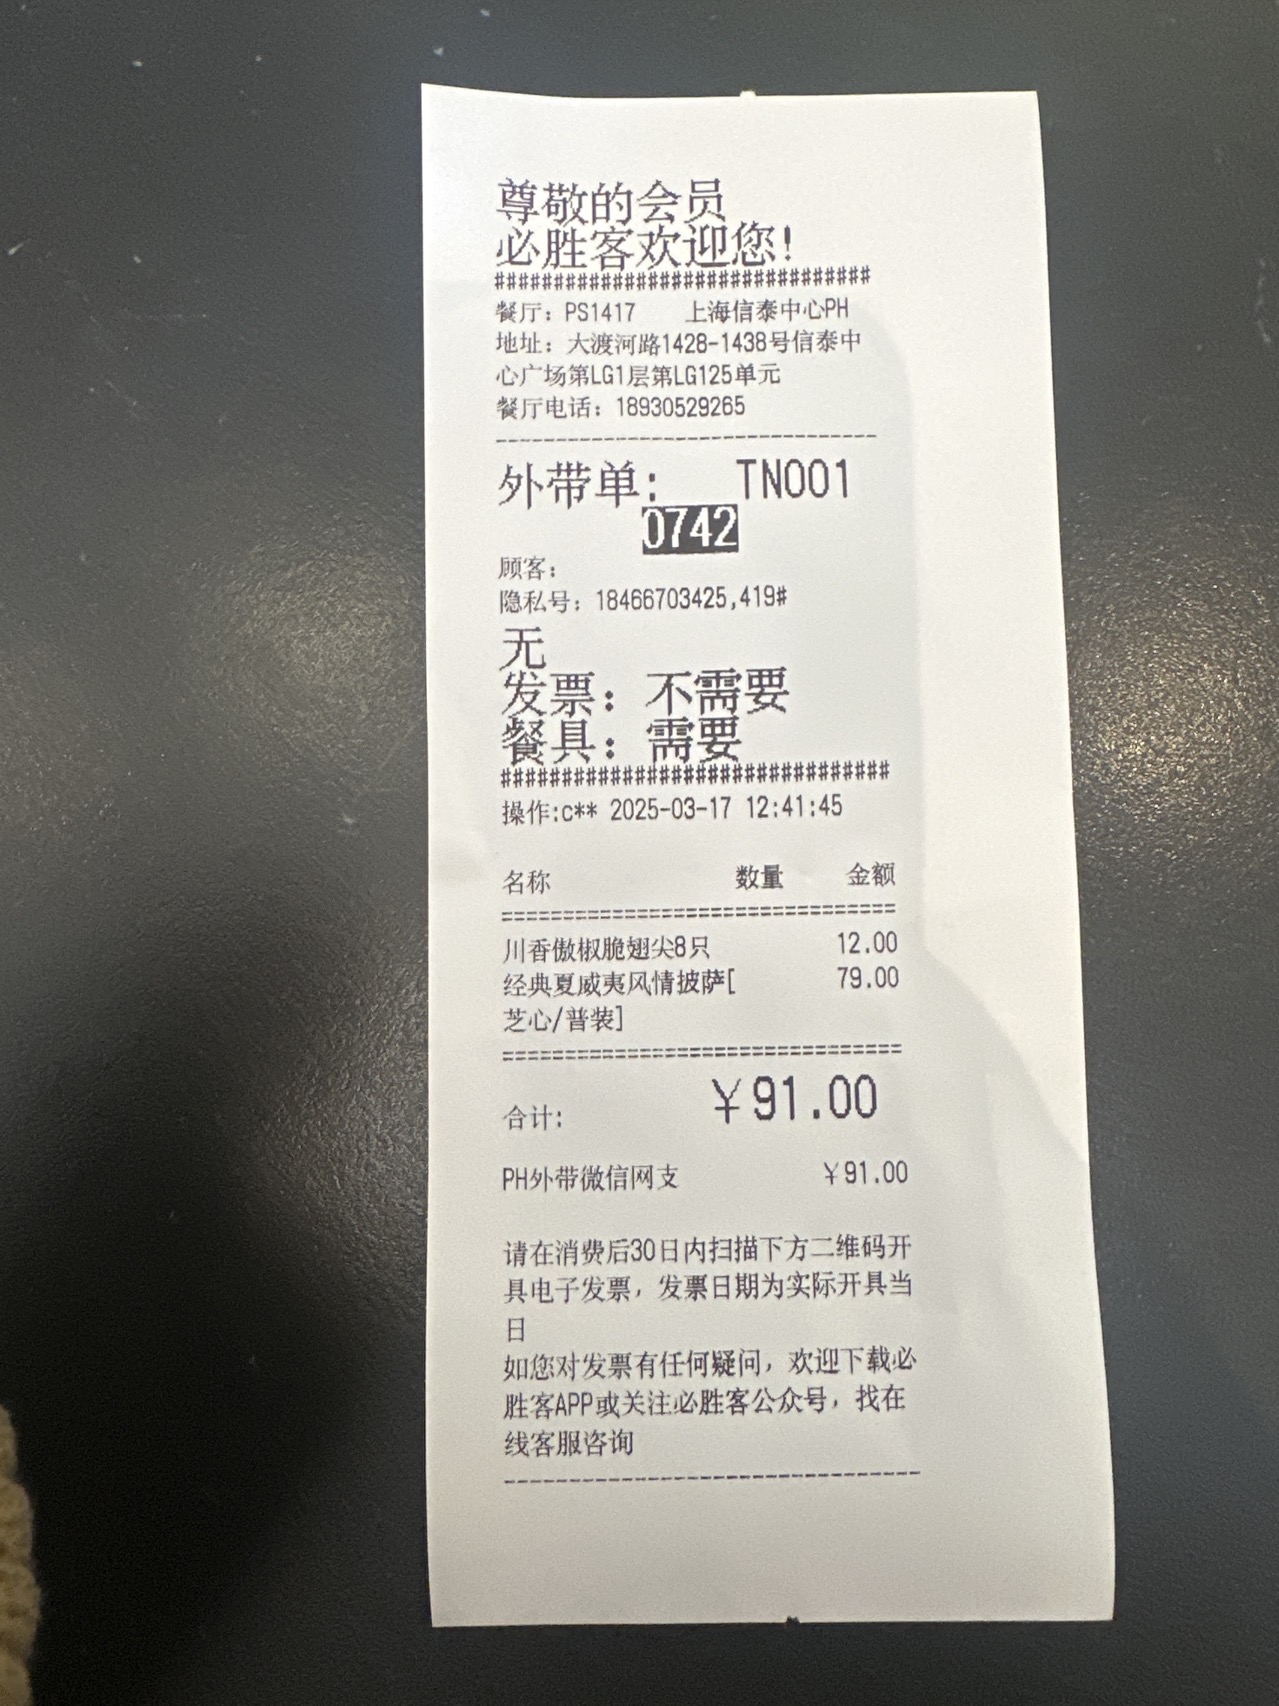 尊敬的会员
必胜客欢迎您!
###############################
餐厅：PS1417 上海信泰中心PH
地址：大渡河路1428-1438号信泰中
心广场第LG1层第LG125单元
餐厅电话：18930529265
--------------------------------
外带单: TN001
0742
顾客：
隐私号：18466703425,419#
无
发票：不需要
餐具：需要
################################
操作:c** 2025-03-17 12:41:45
名称 数量 金额
================================
川香傲椒脆翅尖8只 12.00
经典夏威夷风情披萨[ 79.00
芝心/普装]
================================
合计: ￥91.00
PH外带微信网支 ￥91.00
请在消费后30日内扫描下方二维码开
具电子发票，发票日期为实际开具当
日
如您对发票有任何疑问，欢迎下载必
胜客APP或关注必胜客公众号，找在
线客服咨询
--------------------------------